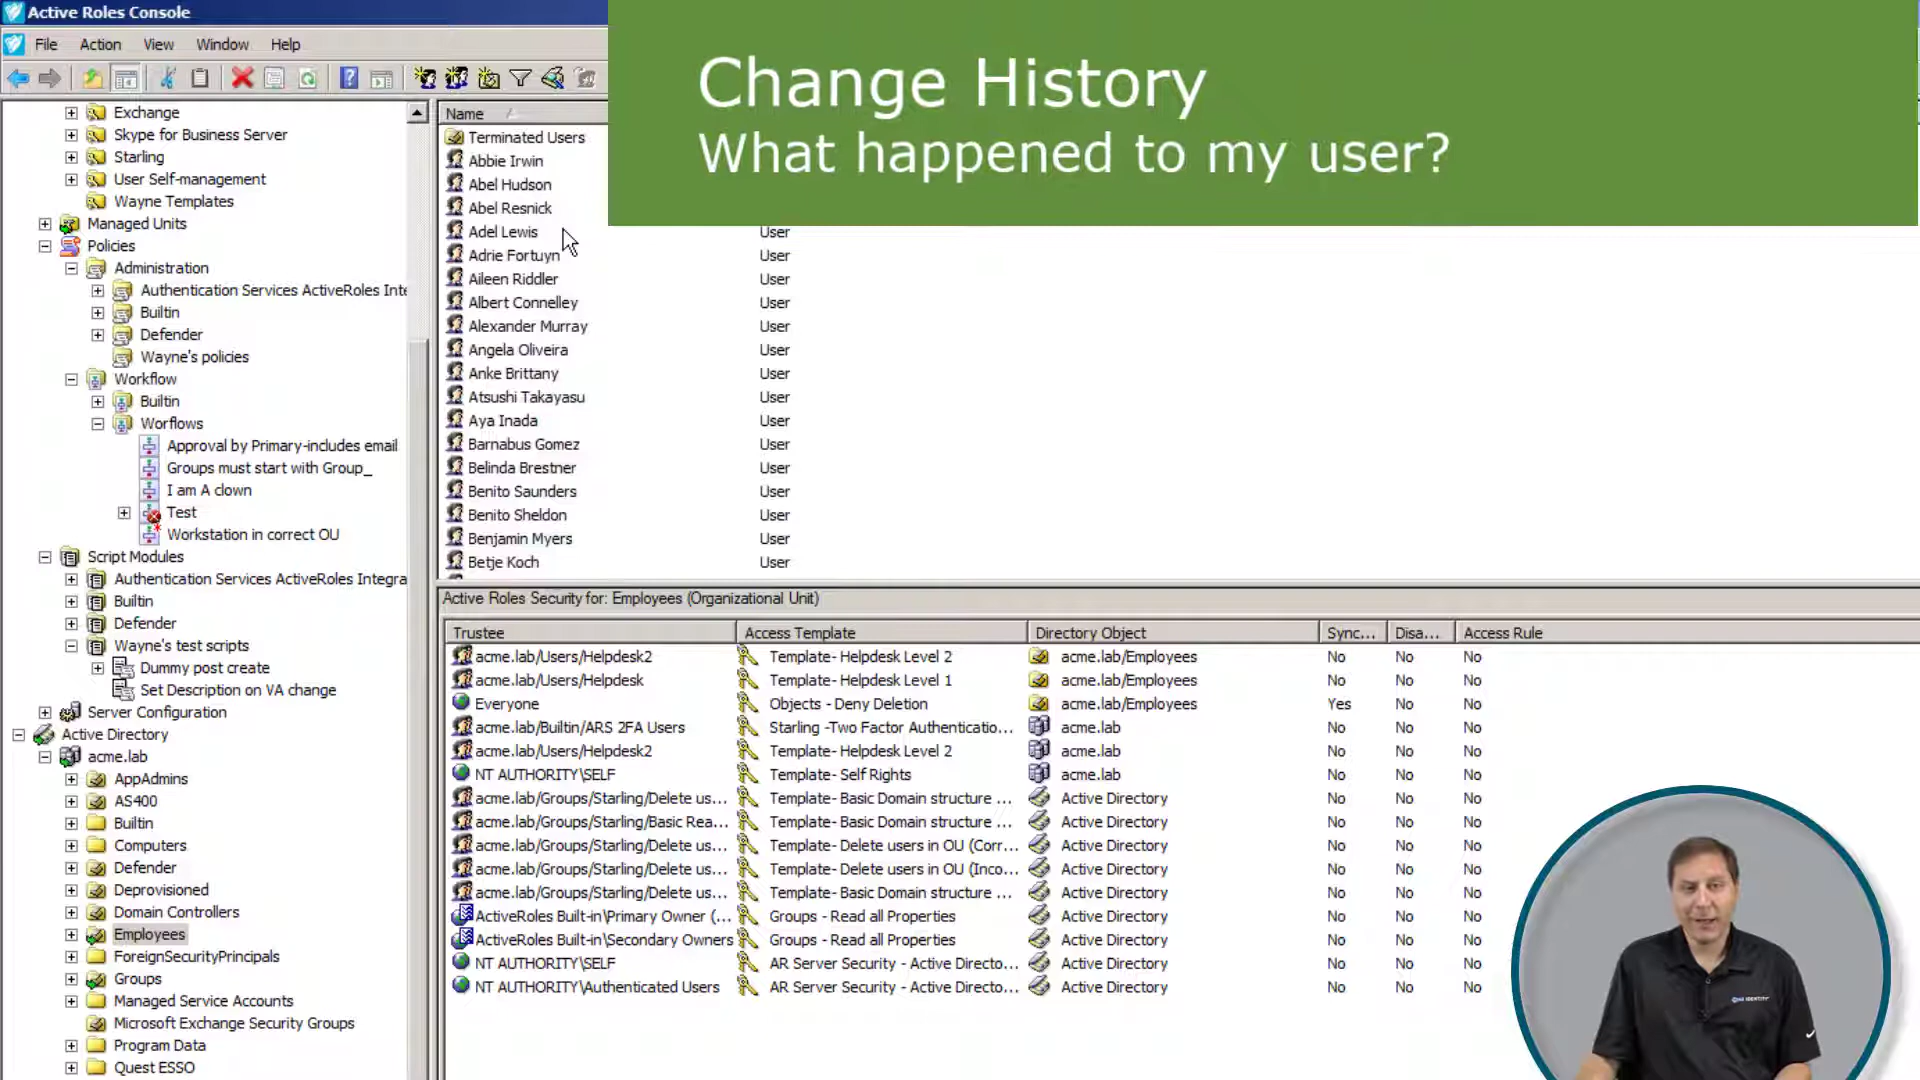 Active Roles Console
File Action View Window Help
Change History
What happened to my user?
Exchange
Skype for Business Server
Starling
User Self-management
Wayne Templates
Managed Units
Policies
Administration
Authentication Services ActiveRoles Inte
Builtin
Defender
Wayne's policies
Workflow
Builtin
Worflows
Approval by Primary-includes email
Groups must start with Group_
I am A clown
Test
Workstation in correct OU
Script Modules
Authentication Services ActiveRoles Integra
Builtin
Defender
Wayne's test scripts
Dummy post create
Set Description on VA change
Server Configuration
Active Directory
acme.lab
AppAdmins
AS400
Builtin
Computers
Defender
Deprovisioned
Domain Controllers
Employees
ForeignSecurityPrincipals
Groups
Managed Service Accounts
Microsoft Exchange Security Groups
Program Data
Quest ESSO
Name
Terminated Users
Abbie Irwin
Abel Hudson
Abel Resnick
Adel Lewis User
Adrie Fortuyn User
Aileen Riddler User
Albert Connelley User
Alexander Murray User
Angela Oliveira User
Anke Brittany User
Atsushi Takayasu User
Aya Inada User
Barnabus Gomez User
Belinda Brestner User
Benito Saunders User
Benito Sheldon User
Benjamin Myers User
Betje Koch User
Active Roles Security for: Employees (Organizational Unit)
Trustee Access Template Directory Object Sync... Disa... Access Rule
acme.lab/Users/Helpdesk2 Template- Helpdesk Level 2 acme.lab/Employees No No No
acme.lab/Users/Helpdesk Template- Helpdesk Level 1 acme.lab/Employees No No No
Everyone Objects - Deny Deletion acme.lab/Employees Yes No No
acme.lab/Builtin/ARS 2FA Users Starling -Two Factor Authenticatio... acme.lab No No No
acme.lab/Users/Helpdesk2 Template- Helpdesk Level 2 acme.lab No No No
NT AUTHORITY\SELF Template- Self Rights acme.lab No No No
acme.lab/Groups/Starling/Delete us... Template- Basic Domain structure ... Active Directory No No No
acme.lab/Groups/Starling/Basic Rea... Template- Basic Domain structure ... Active Directory No No No
acme.lab/Groups/Starling/Delete us... Template- Delete users in OU (Corr... Active Directory No No No
acme.lab/Groups/Starling/Delete us... Template- Delete users in OU (Inco... Active Directory No No No
acme.lab/Groups/Starling/Delete us... Template- Basic Domain structure ... Active Directory No No No
ActiveRoles Built-in\Primary Owner (... Groups - Read all Properties Active Directory No No No
ActiveRoles Built-in\Secondary Owners Groups - Read all Properties Active Directory No No No
NT AUTHORITY\SELF AR Server Security - Active Directo... Active Directory No No No
NT AUTHORITY\Authenticated Users AR Server Security - Active Directo... Active Directory No No No